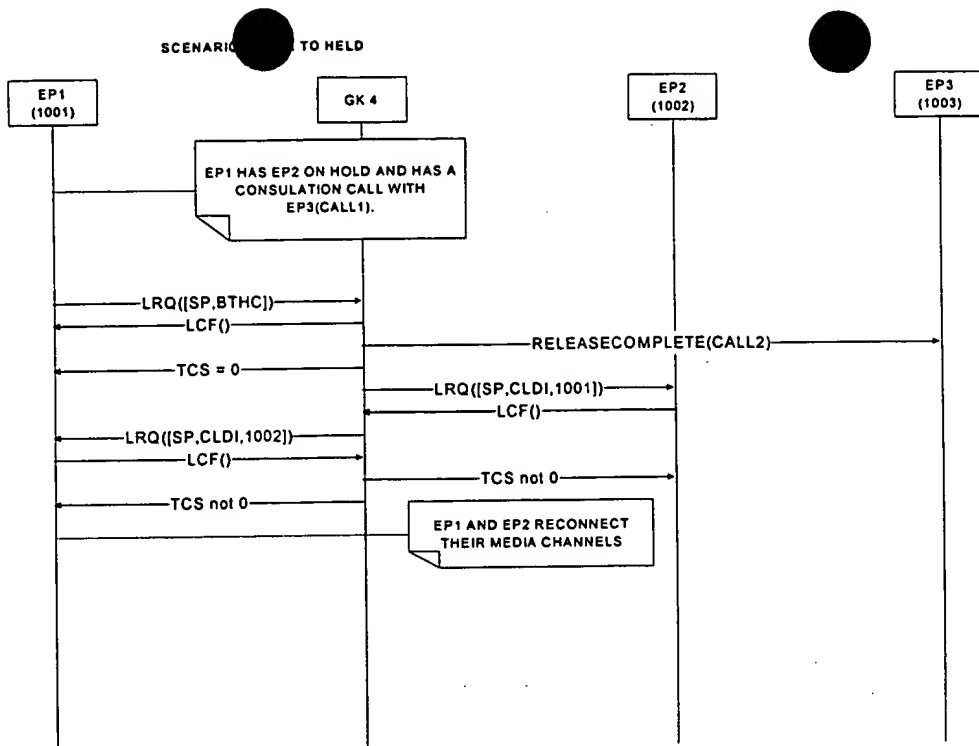 SCENARIO TO HELD
EP1
(1001)
GK 4
EP2
(1002)
EP3
(1003)
EP1 HAS EP2 ON HOLD AND HAS A
CONSULATION CALL WITH
EP3(CALL1).
LRQ([SP,BTHC])
LCF()
RELEASECOMPLETE(CALL2)
TCS = 0
LRQ([SP,CLDI,1001])
LCF()
LRQ([SP,CLDI,1002])
LCF()
TCS not 0
TCS not 0
EP1 AND EP2 RECONNECT
THEIR MEDIA CHANNELS